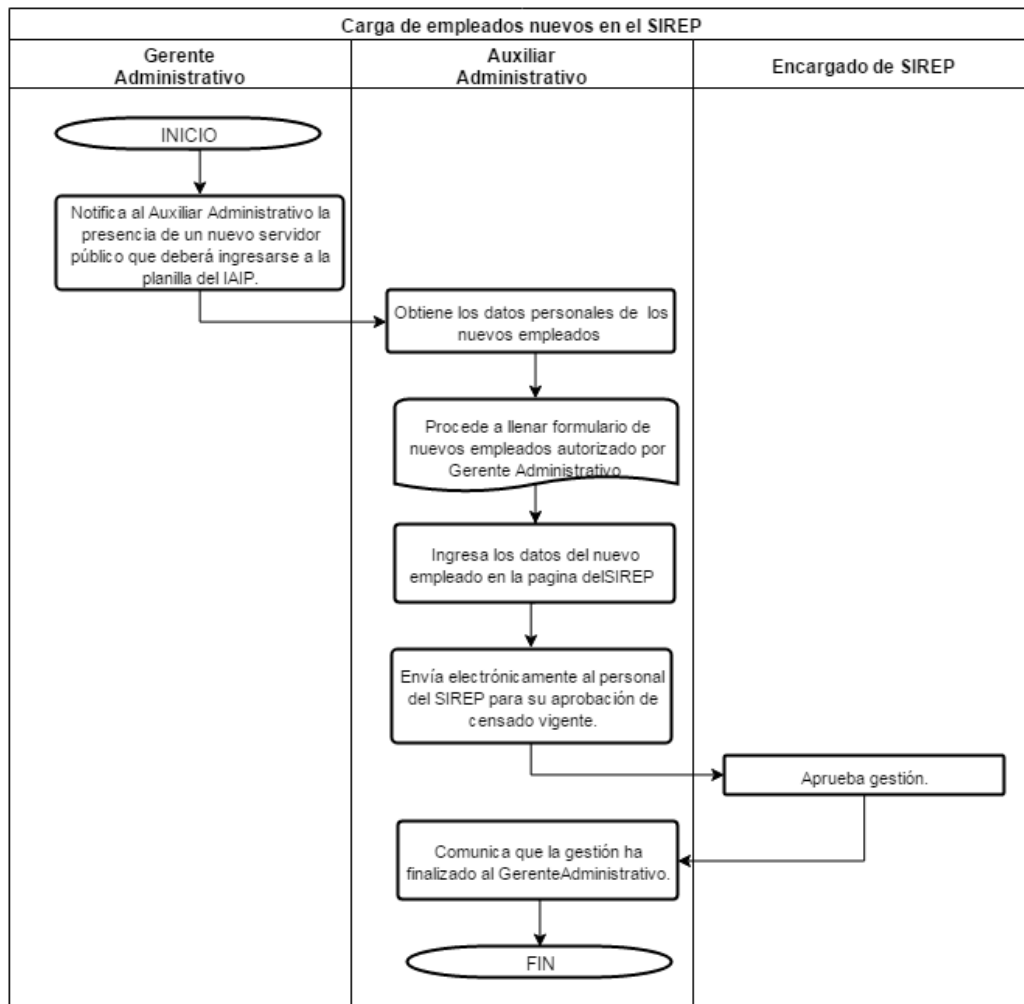 Carga de empleados nuevos en el SIREP
Gerente
Administrativo
Auxiliar
Administrativo
Encargado de SIREP
INICIO
Notifica al Auxiliar Administrativo la
presencia de un nuevo servidor
público que deberá ingresarse a la
planilla del IAIP.
Obtiene los datos personales de los
nuevos empleados
Procede a llenar formulario de
nuevos empleados autorizado por
Gerente Administrativo
Ingresa los datos del nuevo
empleado en la pagina delSIREP
Envía electrónicamente al personal
del SIREP para su aprobación de
censado vigente.
Aprueba gestión.
Comunica que la gestión ha
finalizado al GerenteAdministrativo.
FIN